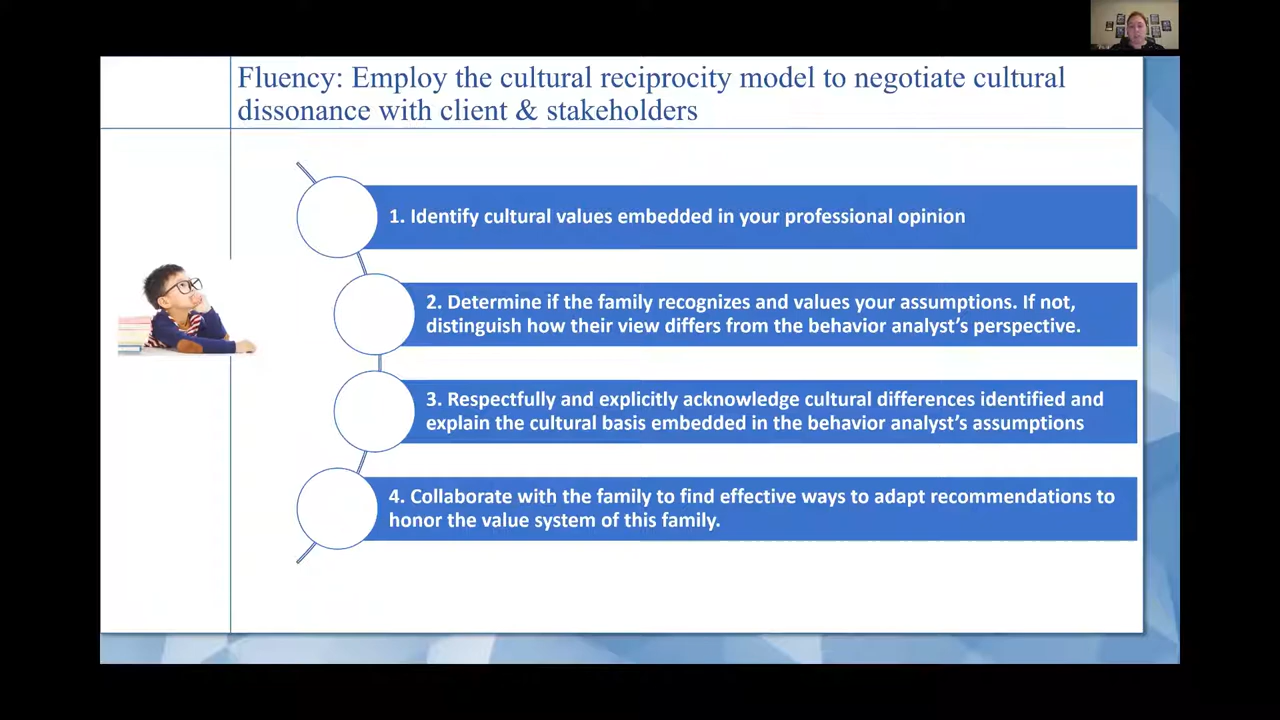 Fluency: Employ the cultural reciprocity model to negotiate cultural
dissonance with client & stakeholders
1. Identify cultural values embedded in your professional opinion
2. Determine if the family recognizes and values your assumptions. If not,
distinguish how their view differs from the behavior analyst's perspective.
3. Respectfully and explicitly acknowledge cultural differences identified and
explain the cultural basis embedded in the behavior analyst's assumptions
4. Collaborate with the family to find effective ways to adapt recommendations to
honor the value system of this family.